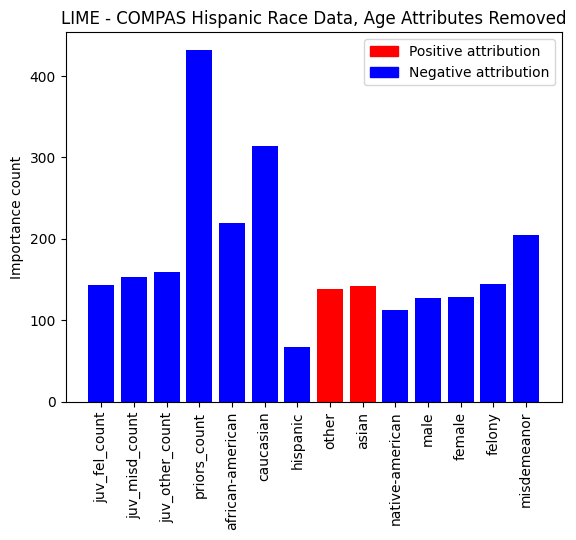 LIME - COMPAS Hispanic Race Data, Age Attributes Removed
Positive attribution
Negative attribution
Importance count
400
300
200
100
0
juv_fel_count
juv_misd_count
juv_other_count
priors_count
african-american
caucasian
hispanic
other
asian
native-american
male
female
felony
misdemeanor